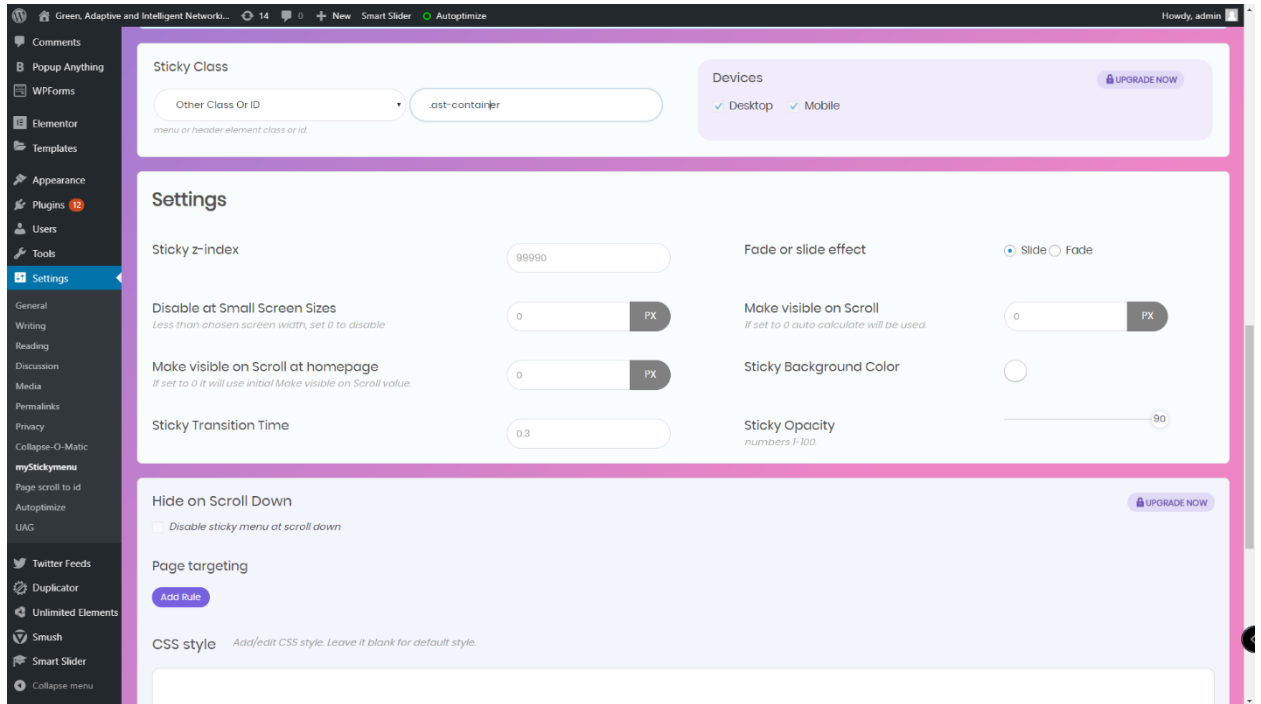 Green, Adaptive and Intelligent Networki... 14 0 New Smart Slider Autoptimize Howdy, admin
Comments
Popup Anything
WPForms
Elementor
Templates
Appearance
Plugins 12
Users
Tools
Settings
General
Writing
Reading
Discussion
Media
Permalinks
Privacy
Collapse-O-Matic
myStickymenu
Page scroll to id
Autoptimize
UAG
Twitter Feeds
Duplicator
Unlimited Elements
Smush
Smart Slider
Collapse menu
Sticky Class
Other Class Or ID .ast-container
menu or header element class or id.
Devices UPGRADE NOW
Desktop Mobile
Settings
Sticky z-index 99990
Fade or slide effect Slide Fade
Disable at Small Screen Sizes 0 PX
Less than chosen screen width, set 0 to disable
Make visible on Scroll 0 PX
If set to 0 auto calculate will be used.
Make visible on Scroll at homepage 0 PX
If set to 0 it will use initial Make visible on Scroll value.
Sticky Background Color
Sticky Transition Time 0.3
Sticky Opacity 90
numbers 1-100.
Hide on Scroll Down UPGRADE NOW
Disable sticky menu at scroll down
Page targeting
Add Rule
CSS style Add/edit CSS style. Leave it blank for default style.